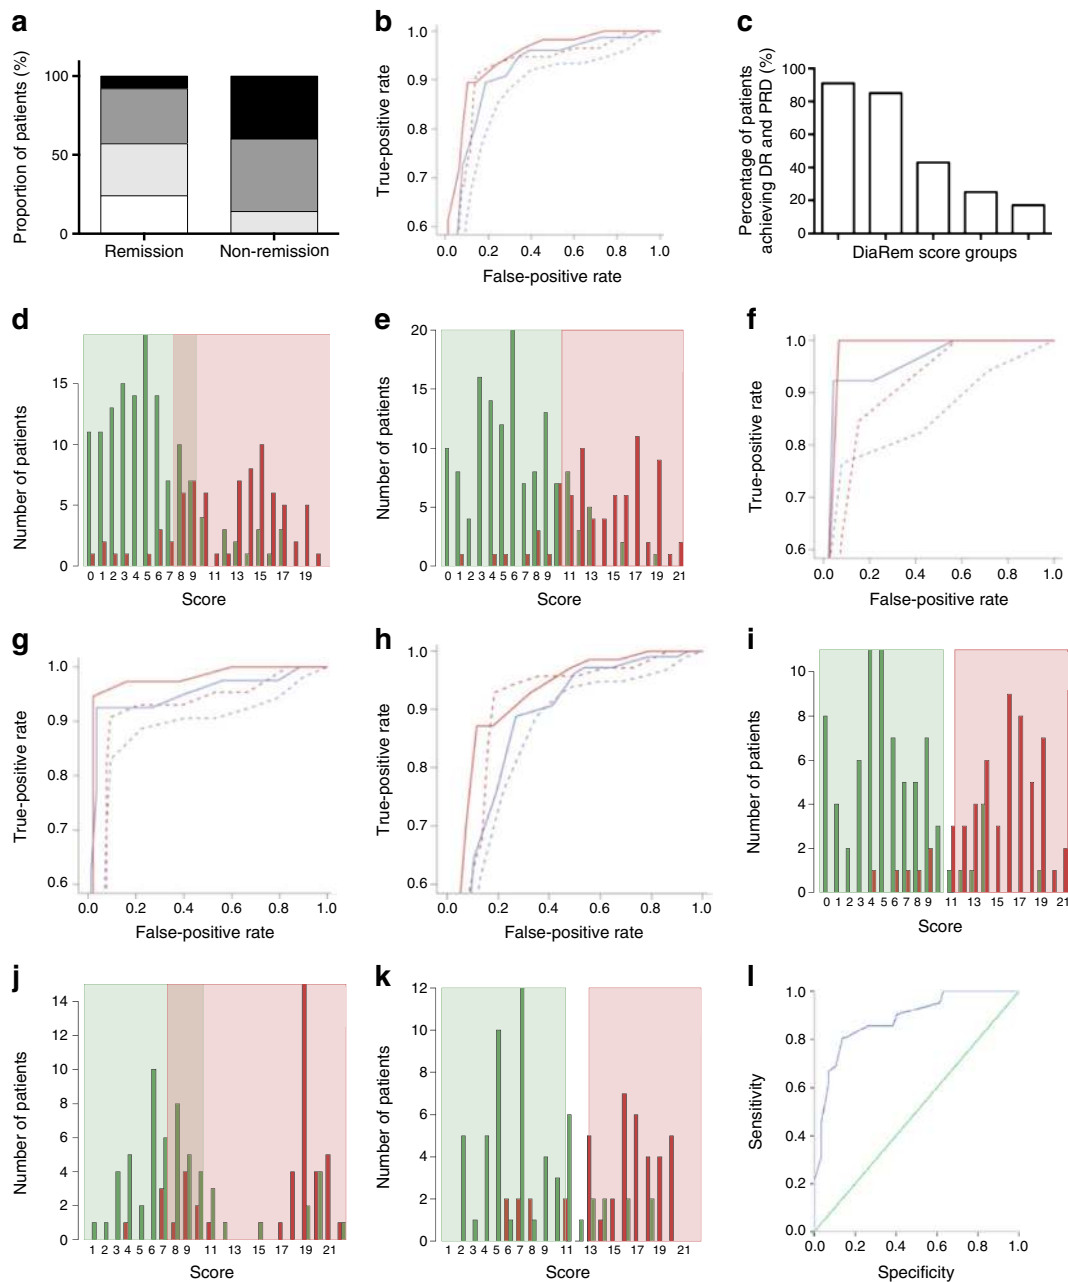 a
Proportion of patients (%)
100
50
0
Remission
Non-remission
b
True-positive rate
1.0
0.9
0.8
0.7
0.6
0.0 0.2 0.4 0.6 0.8 1.0
False-positive rate
c
Percentage of patients
achieving DR and PRD (%)
100
80
60
40
20
0
DiaRem score groups
d
Number of patients
15
10
5
0
0 1 2 3 4 5 6 7 8 9 11 13 15 17 19
Score
e
Number of patients
20
15
10
5
0
0 1 2 3 4 5 6 7 8 9 11 13 15 17 19 21
Score
f
True-positive rate
1.0
0.9
0.8
0.7
0.6
0.0 0.2 0.4 0.6 0.8 1.0
False-positive rate
g
True-positive rate
1.0
0.9
0.8
0.7
0.6
0.0 0.2 0.4 0.6 0.8 1.0
False-positive rate
h
True-positive rate
1.0
0.9
0.8
0.7
0.6
0.0 0.2 0.4 0.6 0.8 1.0
False-positive rate
i
Number of patients
10
8
6
4
2
0
0 1 2 3 4 5 6 7 8 9 11 13 15 17 19 21
Score
j
Number of patients
14
12
10
8
6
4
2
0
1 2 3 4 5 6 7 8 9 11 13 15 17 19 21
Score
k
Number of patients
12
10
8
6
4
2
0
1 2 3 4 5 6 7 8 9 11 13 15 17 19 21
Score
l
Sensitivity
1.0
0.8
0.6
0.4
0.2
0.0
0.0 0.2 0.4 0.6 0.8 1.0
Specificity